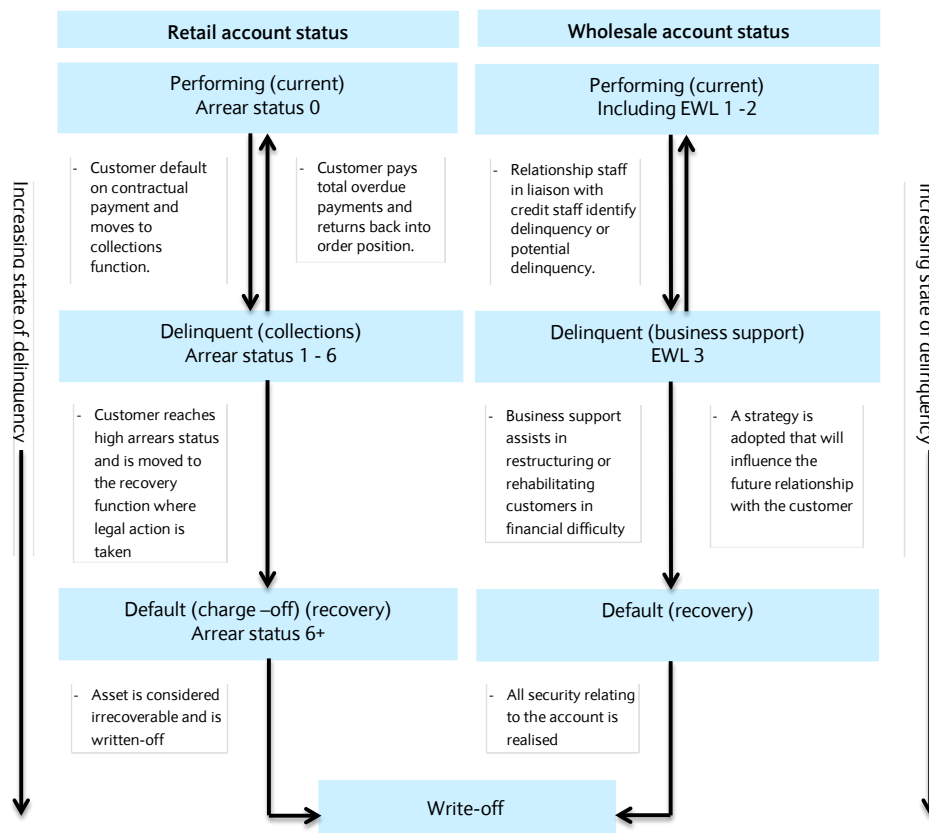 Retail account status
Wholesale account status
Performing (current)
Arrear status 0
Performing (current)
Including EWL 1 -2
- Customer default
on contractual
payment and
moves to
collections
function.
- Customer pays
total overdue
payments and
returns back into
order position.
- Relationship staff
in liaison with
credit staff identify
delinquency or
potential
delinquency.
Increasing state of delinquency
Increasing state of delinquency
Delinquent (collections)
Arrear status 1 - 6
Delinquent (business support)
EWL 3
- Customer reaches
high arrears status
and is moved to
the recovery
function where
legal action is
taken
- Business support
assists in
restructuring or
rehabilitating
customers in
financial difficulty
- A strategy is
adopted that will
influence the
future relationship
with the customer
Default (charge –off) (recovery)
Arrear status 6+
Default (recovery)
- Asset is considered
irrecoverable and is
written-off
- All security relating
to the account is
realised
Write-off